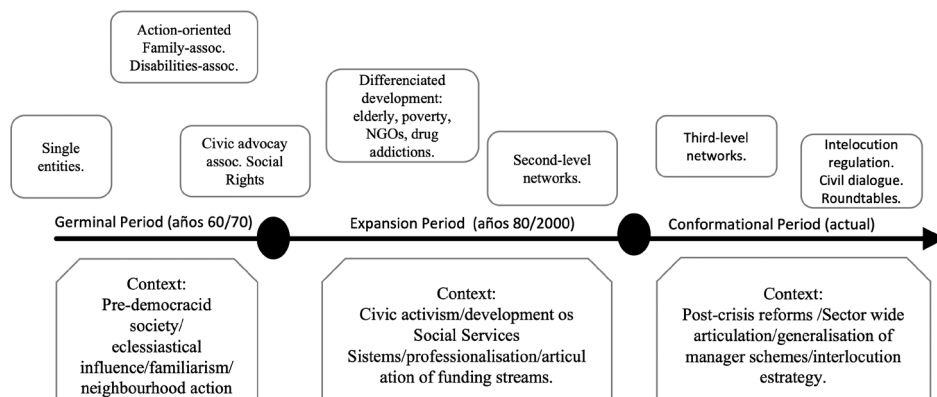 Action-oriented
Family-assoc.
Disabilities-assoc.
Single
entities.
Civic advocay
assoc. Social
Rights
Differenciated
development:
elderly, poverty,
NGOs, drug
addictions.
Second-level
networks.
Third-level
networks.
Intelocution
regulation.
Civil dialogue.
Roundtables.
Germinal Period (años 60/70)
Expansion Period (años 80/2000)
Conformational Period (actual)
Context:
Pre-democracid
society/
eclessiastical
influence/familiarism/
neighbourhood action
Context:
Civic activism/development os
Social Services
Sistems/professionalisation/articul
ation of funding streams.
Context:
Post-crisis reforms /Sector wide
articulation/generalisation of
manager schemes/interlocution
estrategy.